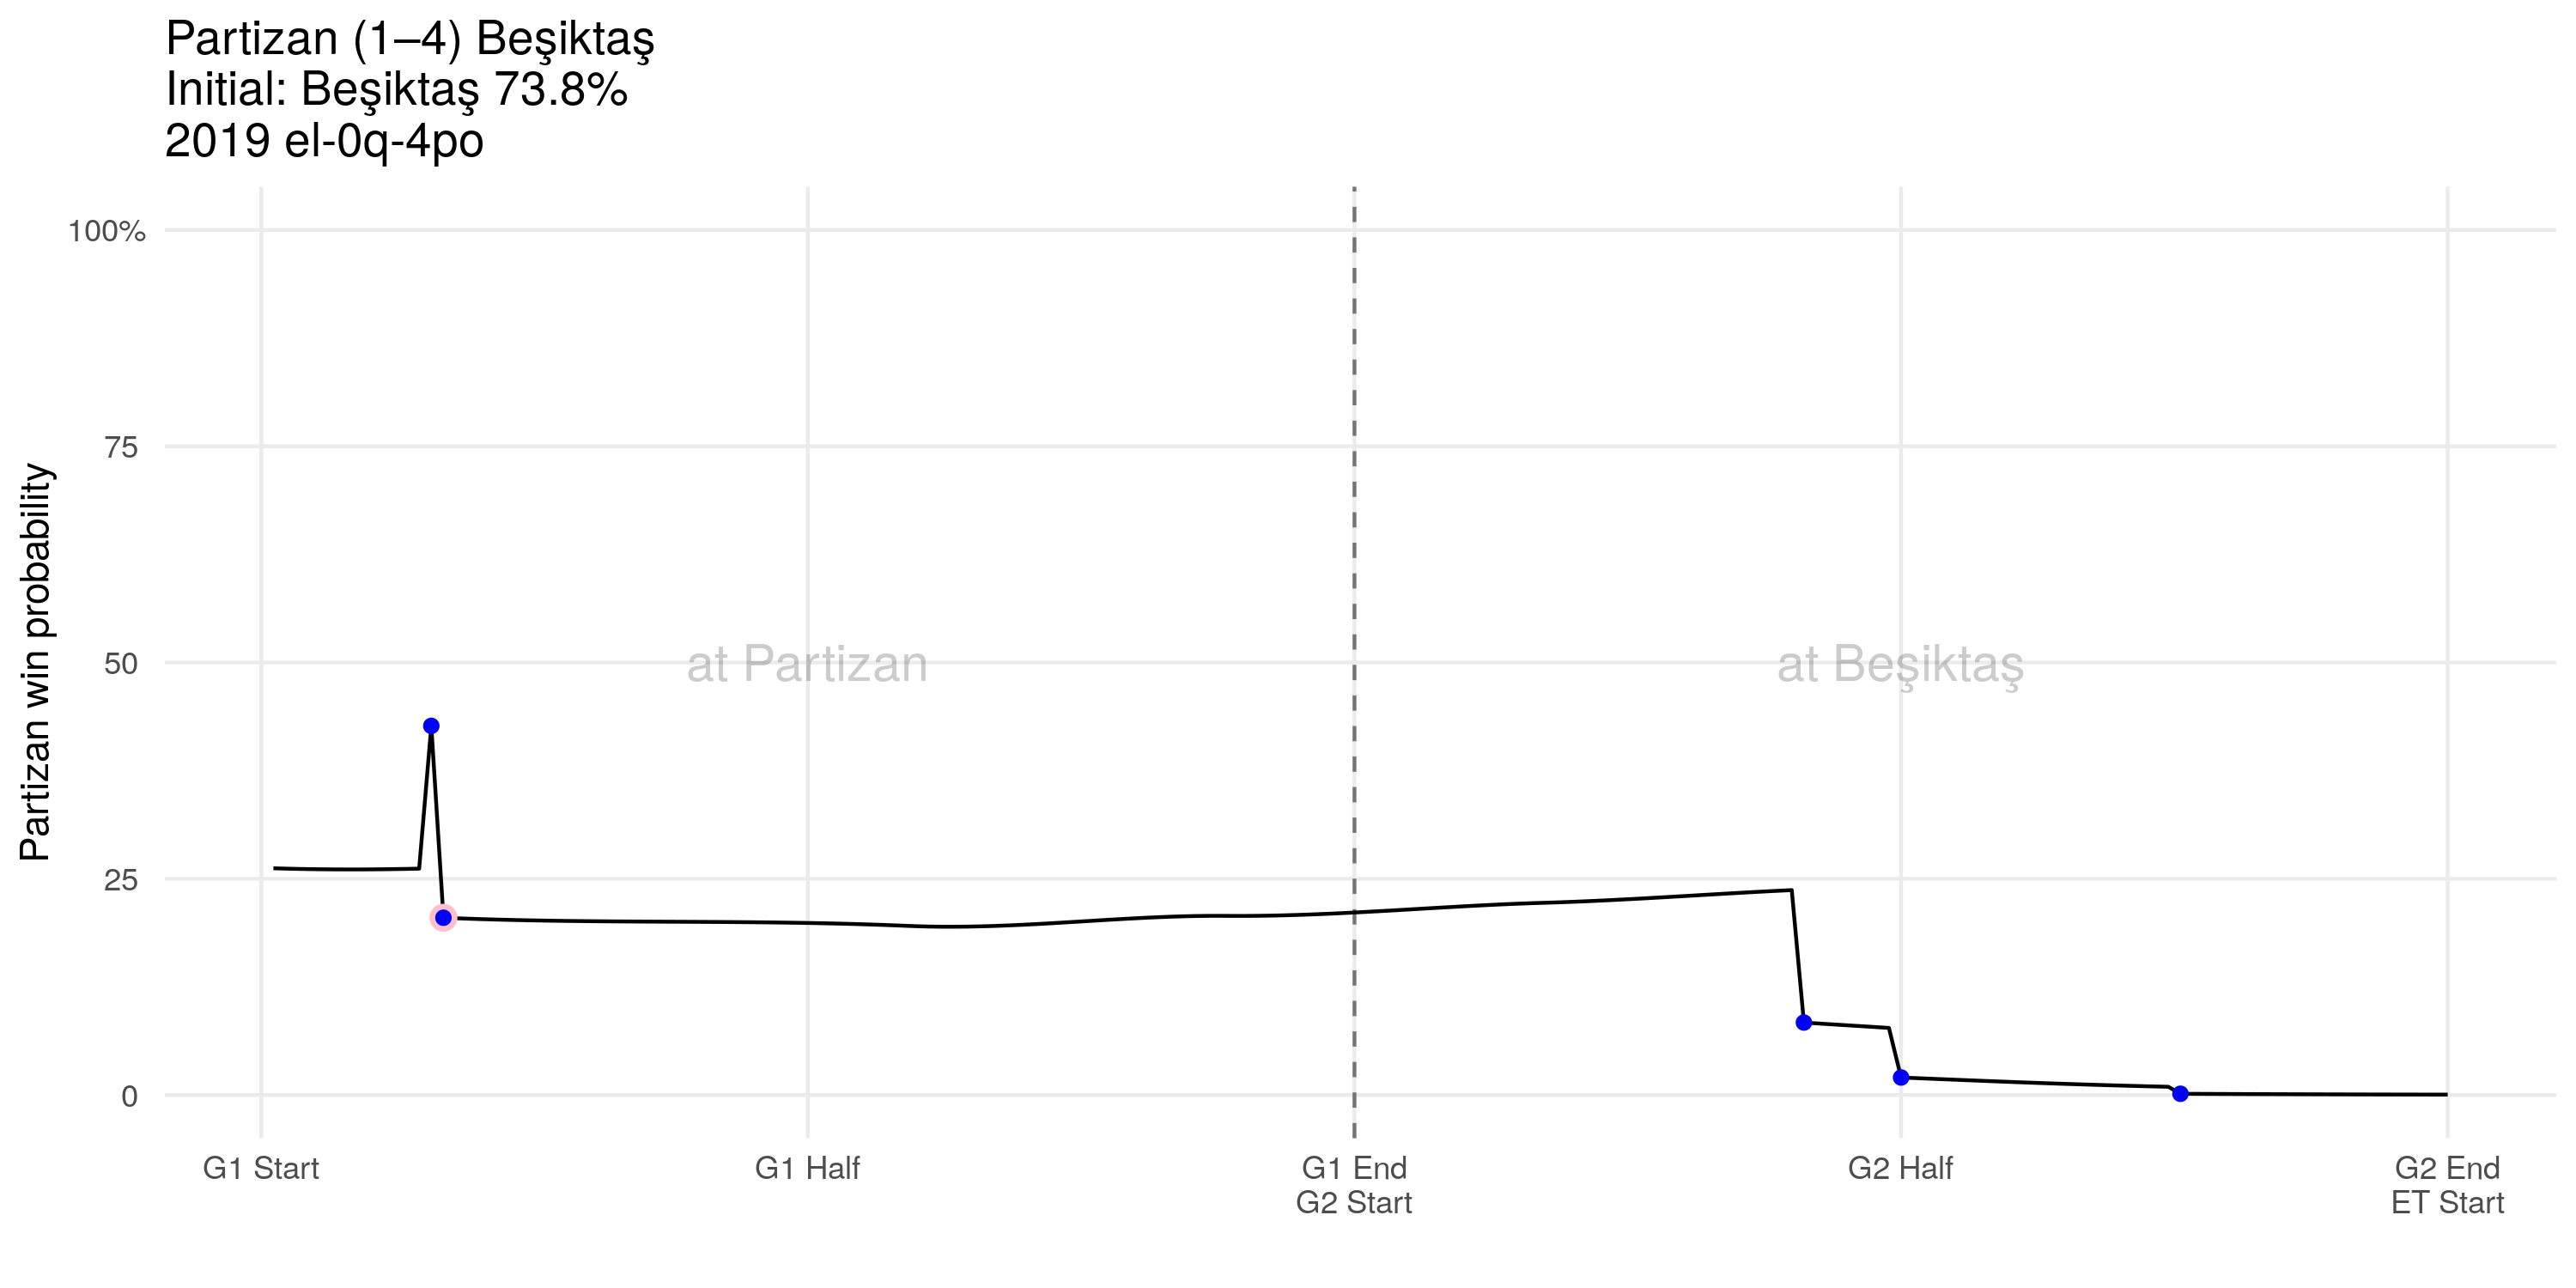 Partizan (1–4) Beşiktaş
Initial: Beşiktaş 73.8%
2019 el-0q-4po
Partizan win probability
100%
75
50
25
0
at Partizan
at Beşiktaş
G1 Start
G1 Half
G1 End
G2 Start
G2 Half
G2 End
ET Start